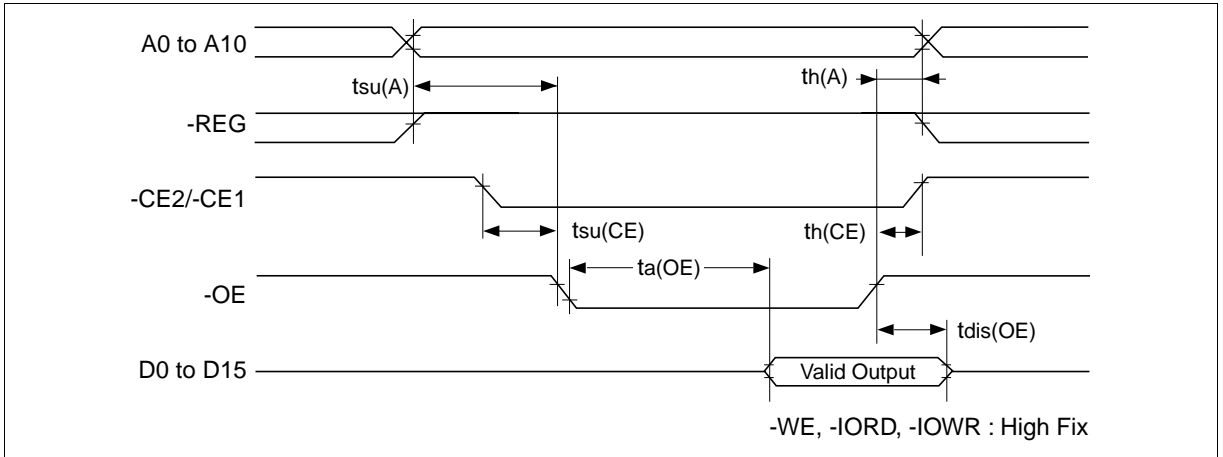 A0 to A10
tsu(A)
th(A)
-REG
-CE2/-CE1
tsu(CE)
th(CE)
ta(OE)
-OE
tdis(OE)
D0 to D15
Valid Output
-WE, -IORD, -IOWR : High Fix